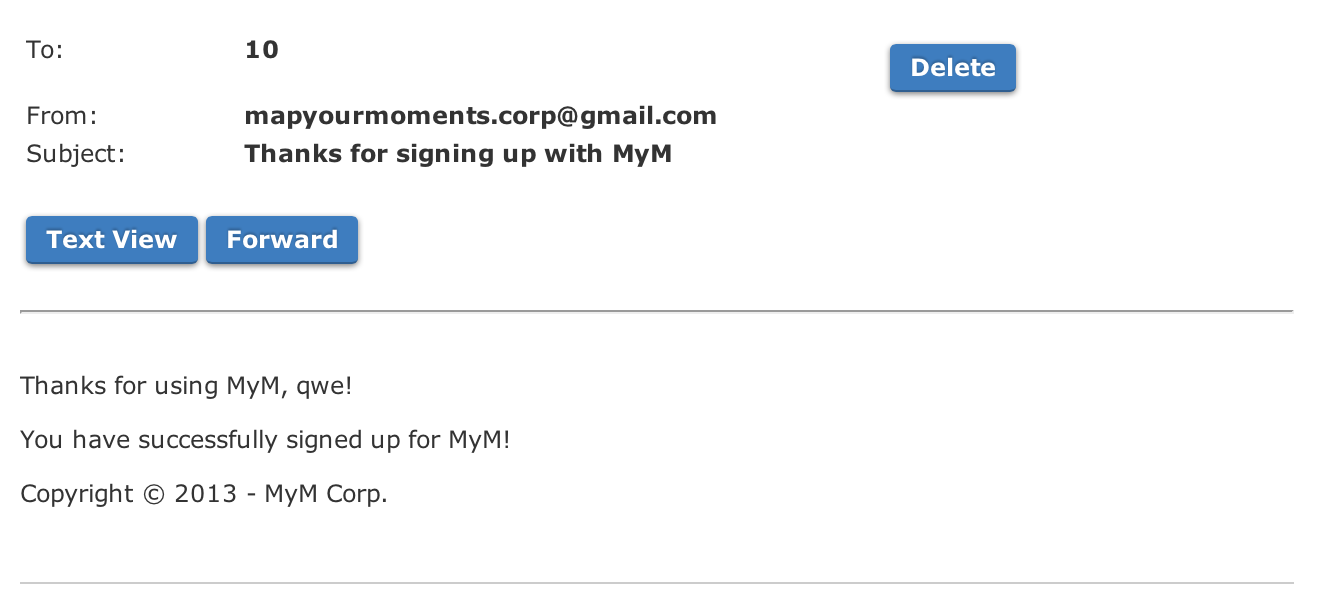 To: 10 Delete
From: mapyourmoments.corp@gmail.com
Subject: Thanks for signing up with MyM
Text View Forward
Thanks for using MyM, qwe!
You have successfully signed up for MyM!
Copyright © 2013 - MyM Corp.